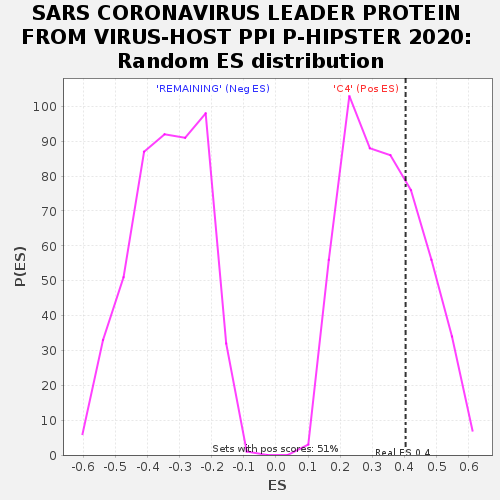 SARS CORONAVIRUS LEADER PROTEIN
FROM VIRUS-HOST PPI P-HIPSTER 2020:
Random ES distribution
'REMAINING' (Neg ES) 'C4' (Pos ES)
100
90
80
70
60
50
40
30
20
10
0
P(ES)
Sets with pos scores: 51%
Real ES 0.4
-0.6 -0.5 -0.4 -0.3 -0.2 -0.1 0.0 0.1 0.2 0.3 0.4 0.5 0.6
ES